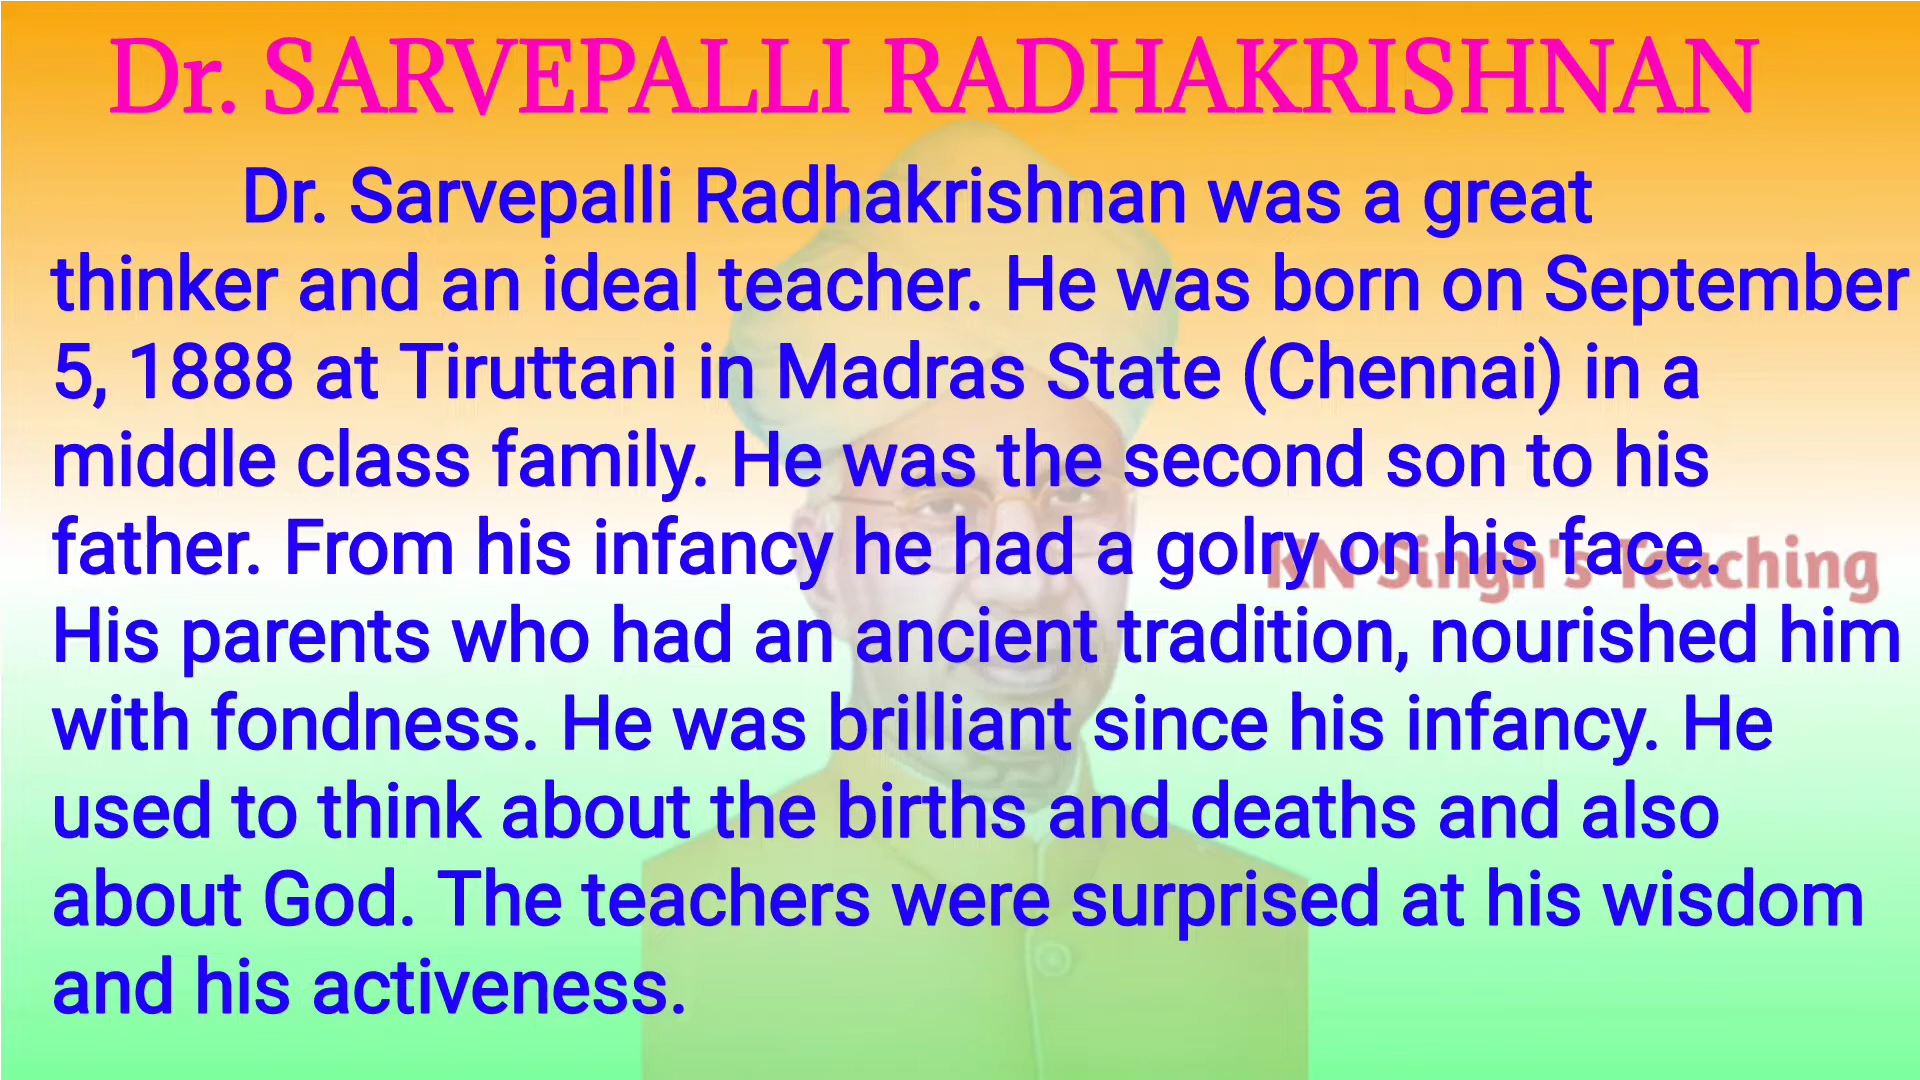 Dr. SARVEPALLI RADHAKRISHNAN
Dr. Sarvepalli Radhakrishnan was a great
thinker and an ideal teacher. He was born on September
5, 1888 at Tiruttani in Madras State (Chennai) in a
middle class family. He was the second son to his
father. From his infancy he had a golry on his face.
KN Singh's Teaching
His parents who had an ancient tradition, nourished him
with fondness. He was brilliant since his infancy. He
used to think about the births and deaths and also
about God. The teachers were surprised at his wisdom
and his activeness.